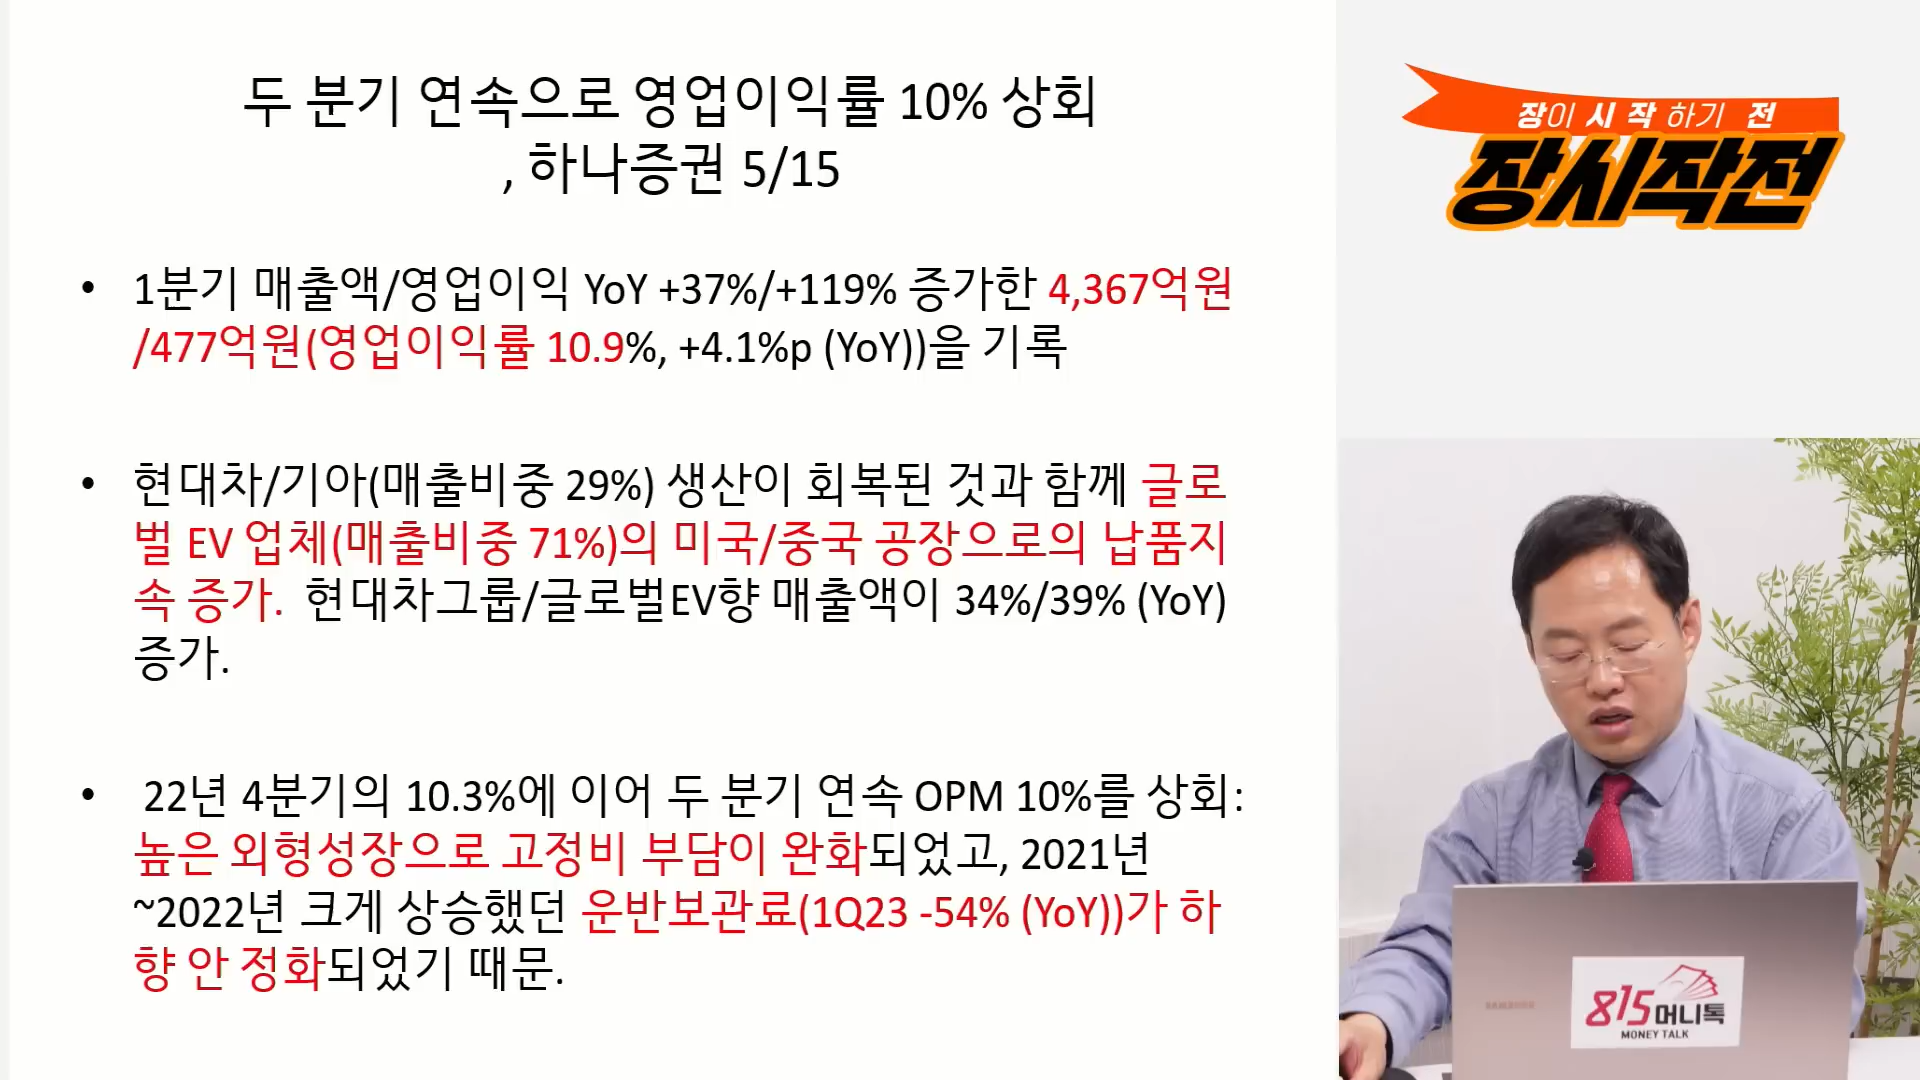 두 분기 연속으로 영업이익률 10% 상회
, 하나증권 5/15
• 1분기 매출액/영업이익 YoY +37%/+119% 증가한 4,367억원
/477억원(영업이익률 10.9%, +4.1%p (YoY))을 기록
• 현대차/기아(매출비중 29%) 생산이 회복된 것과 함께 글로
벌 EV 업체(매출비중 71%)의 미국/중국 공장으로의 납품지
속 증가. 현대차그룹/글로벌EV향 매출액이 34%/39% (YoY)
증가.
• 22년 4분기의 10.3%에 이어 두 분기 연속 OPM 10%를 상회:
높은 외형성장으로 고정비 부담이 완화되었고, 2021년
~2022년 크게 상승했던 운반보관료(1Q23 -54% (YoY))가 하
향 안 정화되었기 때문.
장이 시 작 하기 전
장시작전
SAMSUNG
815머니톡
MONEY TALK